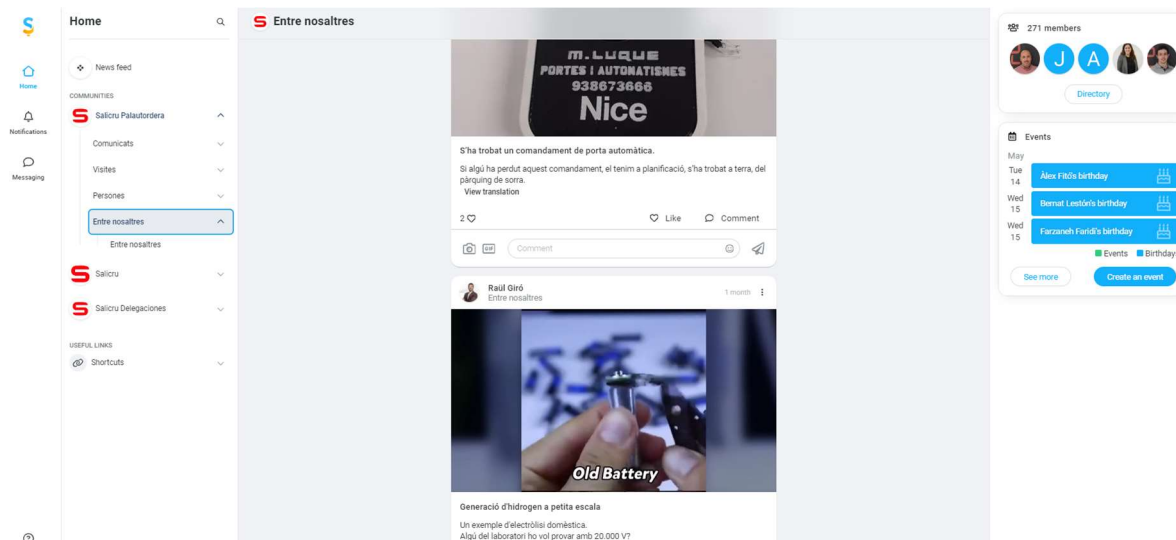 Home
News feed
COMMUNITIES
Salicru Palautordera
Comunicats
Visites
Persones
Entre nosaltres
Entre nosaltres
Salicru
Salicru Delegaciones
USEFUL LINKS
Shortcuts
Home
Notifications
Messaging
Entre nosaltres
M.LUQUE
PORTES I AUTOMATISMES
938673666
Nice
S'ha trobat un comandament de porta automàtica.
Si algú ha perdut aquest comandament, el tenim a planificació, s'ha trobat a terra, del
pàrquing de sorra.
View translation
2
Like
Comment
GIF
Comment
Raül Giró
Entre nosaltres
1 month
Old Battery
Generació d'hidrogen a petita escala
Un exemple d'electròlisi domèstica.
Algú del laboratori ho vol provar amb 20.000 V?
271 members
J
A
Directory
Events
May
Tue
14
Àlex Fitó's birthday
Wed
15
Bernat Lestón's birthday
Wed
15
Farzaneh Faridi's birthday
Events
Birthday
See more
Create an event